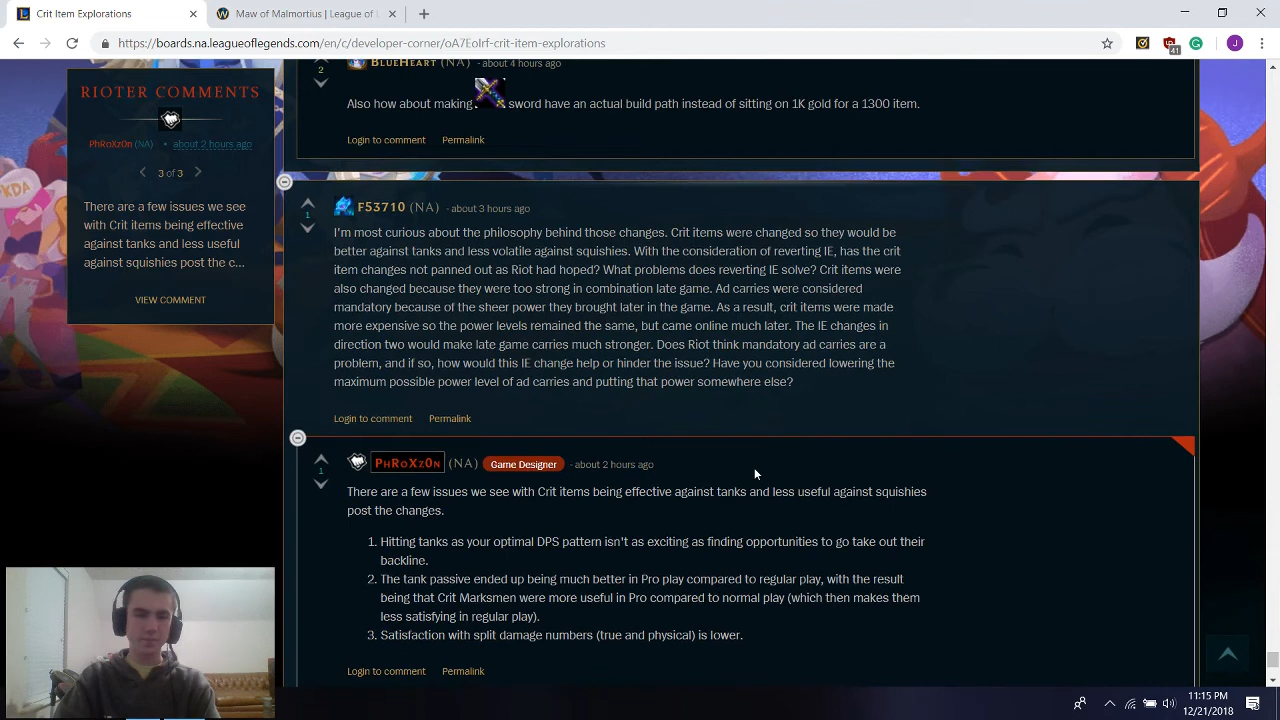 Crit Item Explorations
Maw of Malmortius | League of L
https://boards.na.leagueoflegends.com/en/c/developer-corner/
-crit-item-explorations
41
J
RIOTER COMMENTS
PhRoXz0n (NA) • about 2 hours ago
3 of 3
There are a few issues we see
with Crit items being effective
against tanks and less useful
against squishies post the c...
VIEW COMMENT
2
BLUEHEART (NA) - about 4 hours ago
Also how about making sword have an actual build path instead of sitting on 1K gold for a 1300 item.
Login to comment Permalink
1
F53710 (NA) - about 3 hours ago
I'm most curious about the philosophy behind those changes. Crit items were changed so they would be
better against tanks and less volatile against squishies. With the consideration of reverting IE, has the crit
item changes not panned out as Riot had hoped? What problems does reverting IE solve? Crit items were
also changed because they were too strong in combination late game. Ad carries were considered
mandatory because of the sheer power they brought later in the game. As a result, crit items were made
more expensive so the power levels remained the same, but came online much later. The IE changes in
direction two would make late game carries much stronger. Does Riot think mandatory ad carries are a
problem, and if so, how would this IE change help or hinder the issue? Have you considered lowering the
maximum possible power level of ad carries and putting that power somewhere else?
Login to comment Permalink
1
PhRoXz0n (NA) Game Designer - about 2 hours ago
There are a few issues we see with Crit items being effective against tanks and less useful against squishies
post the changes.
1. Hitting tanks as your optimal DPS pattern isn't as exciting as finding opportunities to go take out their
backline.
2. The tank passive ended up being much better in Pro play compared to regular play, with the result
being that Crit Marksmen were more useful in Pro compared to normal play (which then makes them
less satisfying in regular play).
3. Satisfaction with split damage numbers (true and physical) is lower.
Login to comment Permalink
KDA
11:15 PM
12/21/2018